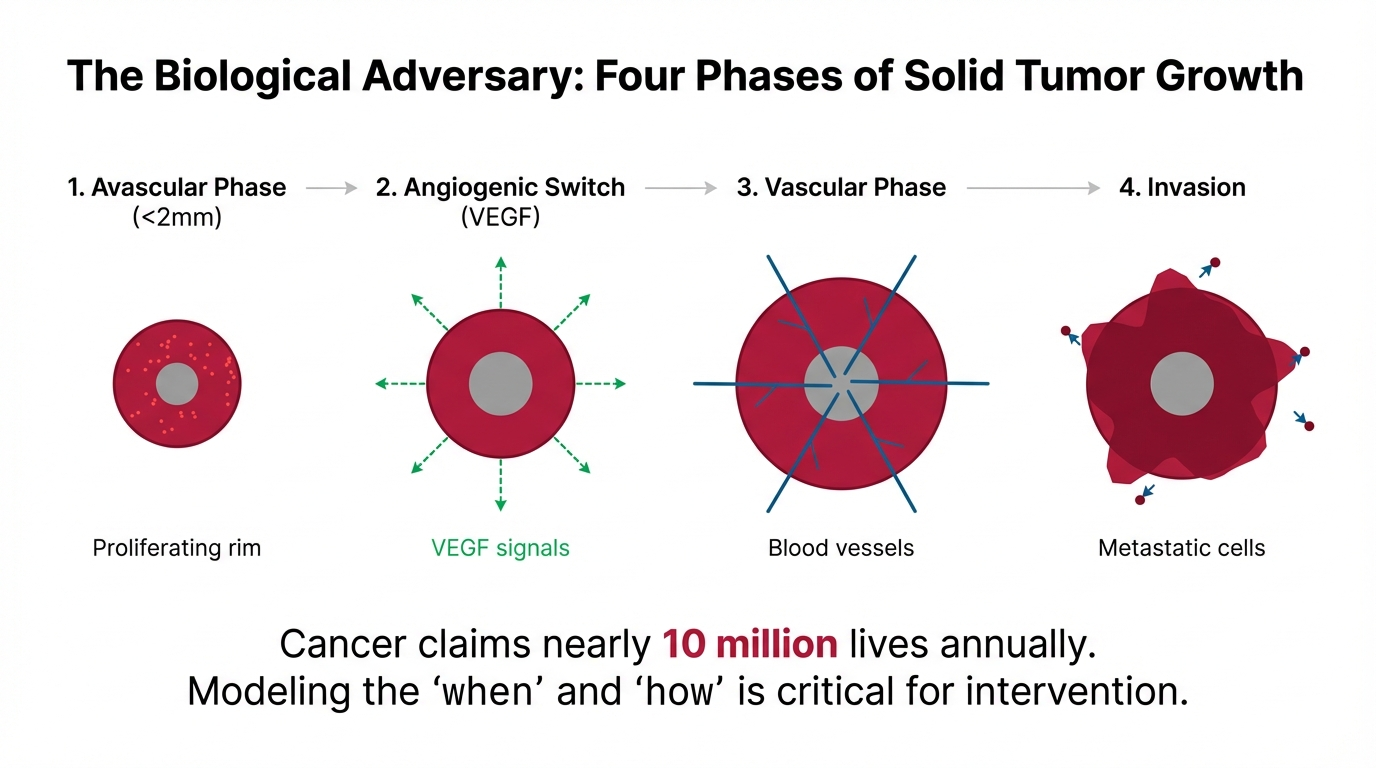 The Biological Adversary: Four Phases of Solid Tumor Growth
1. Avascular Phase
(<2mm)
2. Angiogenic Switch
(VEGF)
3. Vascular Phase
4. Invasion
Proliferating rim
VEGF signals
Blood vessels
Metastatic cells
Cancer claims nearly 10 million lives annually.
Modeling the ‘when’ and ‘how’ is critical for intervention.